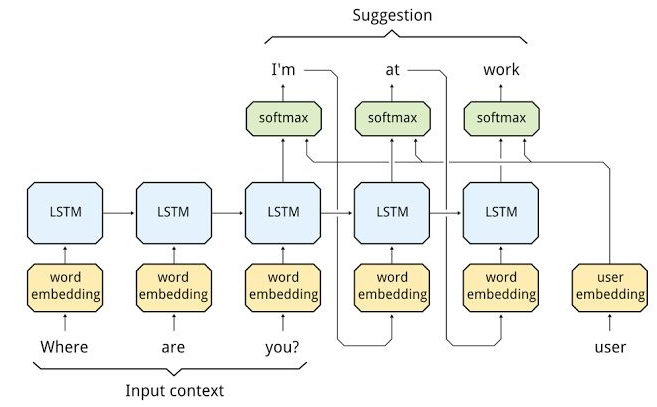 Suggestion
I'm at work
softmax softmax softmax
LSTM LSTM LSTM LSTM LSTM
word embedding word embedding word embedding word embedding word embedding user embedding
Where are you? user
Input context